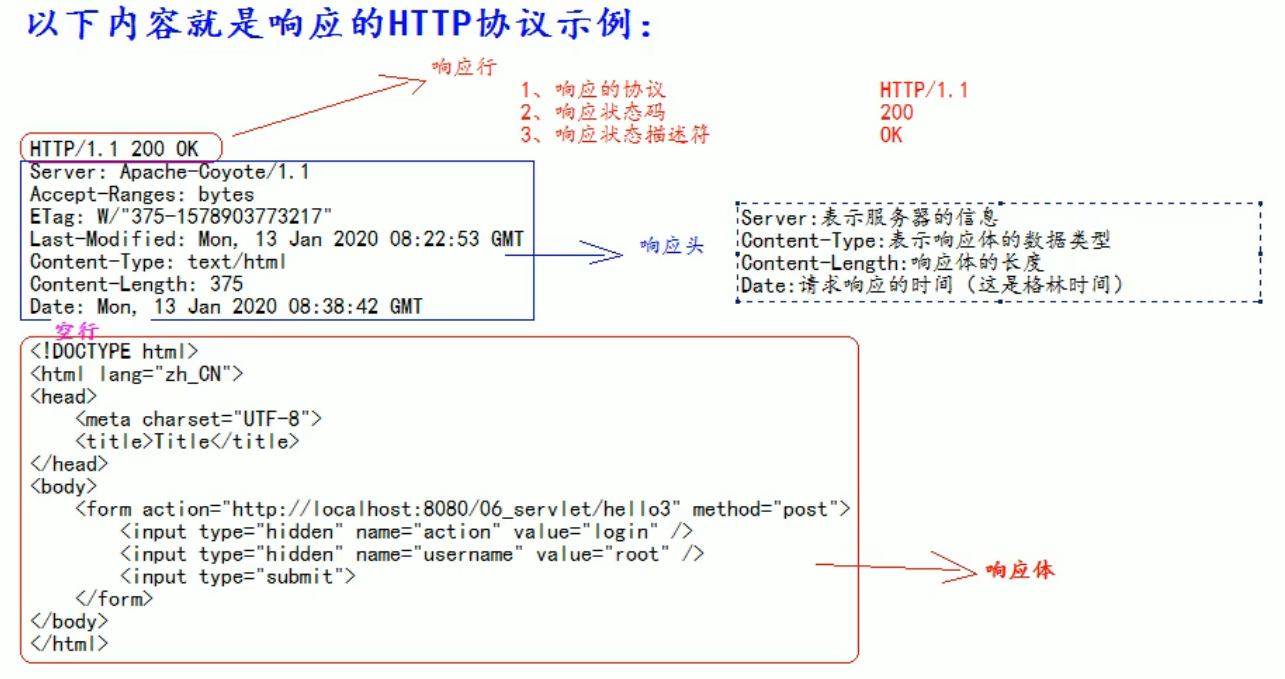 以下内容就是响应的HTTP协议示例：
响应行
1、响应的协议 HTTP/1.1
2、响应状态码 200
3、响应状态描述符 OK
HTTP/1.1 200 OK
Server: Apache-Coyote/1.1
Accept-Ranges: bytes
ETag: W/"375-1578903773217"
Last-Modified: Mon, 13 Jan 2020 08:22:53 GMT
Content-Type: text/html
Content-Length: 375
Date: Mon, 13 Jan 2020 08:38:42 GMT
响应头
Server:表示服务器的信息
Content-Type:表示响应体的数据类型
Content-Length:响应体的长度
Date:请求响应的时间（这是格林时间）
空行
<!DOCTYPE html>
<html lang="zh_CN">
<head>
    <meta charset="UTF-8">
    <title>Title</title>
</head>
<body>
    <form action="http://localhost:8080/06_servlet/hello3" method="post">
        <input type="hidden" name="action" value="login" />
        <input type="hidden" name="username" value="root" />
        <input type="submit">
    </form>
</body>
</html>
响应体